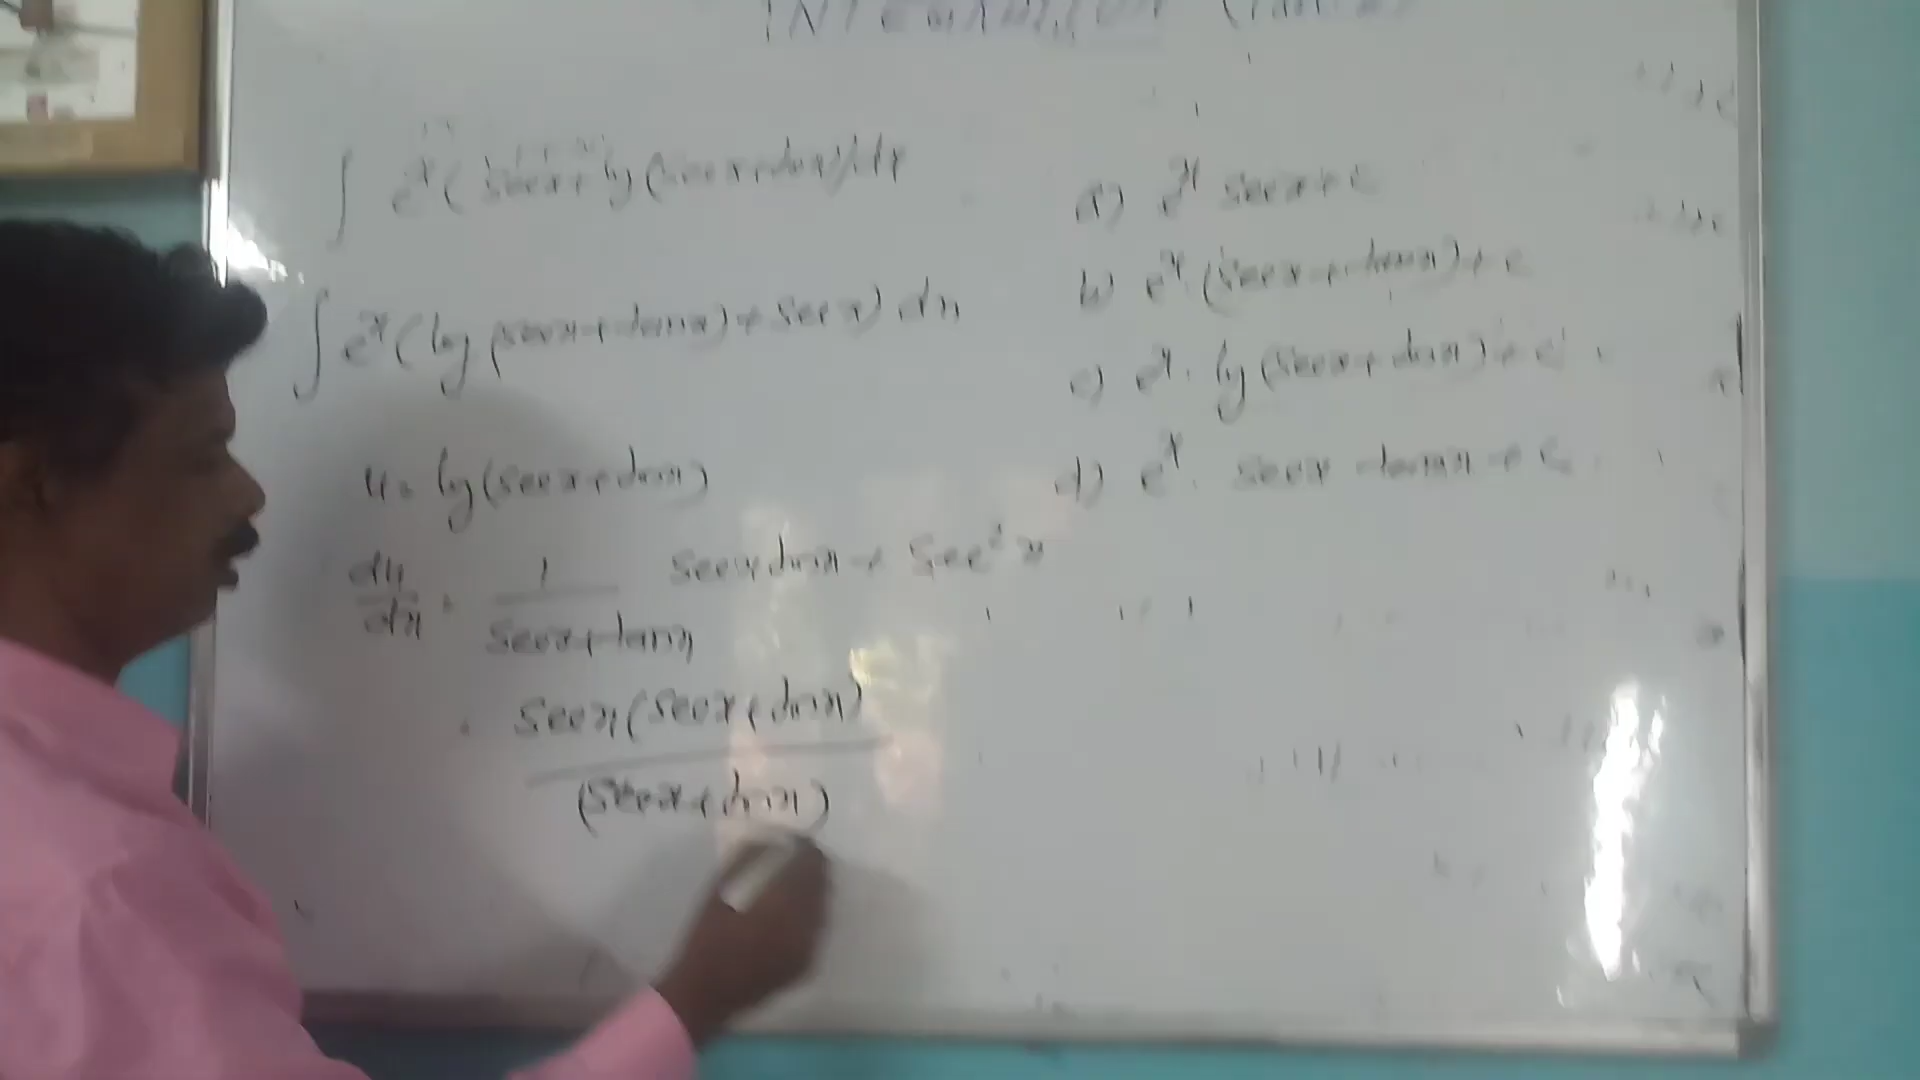 INTEGRATION
∫ e^x (sec x + log (sec x + tan x)) dx
∫ e^x (log (sec x + tan x) + sec x) dx
u = log (sec x + tan x)
du/dx = 1/(sec x + tan x) sec x tan x + sec² x
= sec x (sec x + tan x)/(sec x + tan x)
a) e^x sec x + c
b) e^x. (sec x + tan x) + c
c) e^x. log (sec x + tan x) + c
d) e^x. sec x tan x + c.